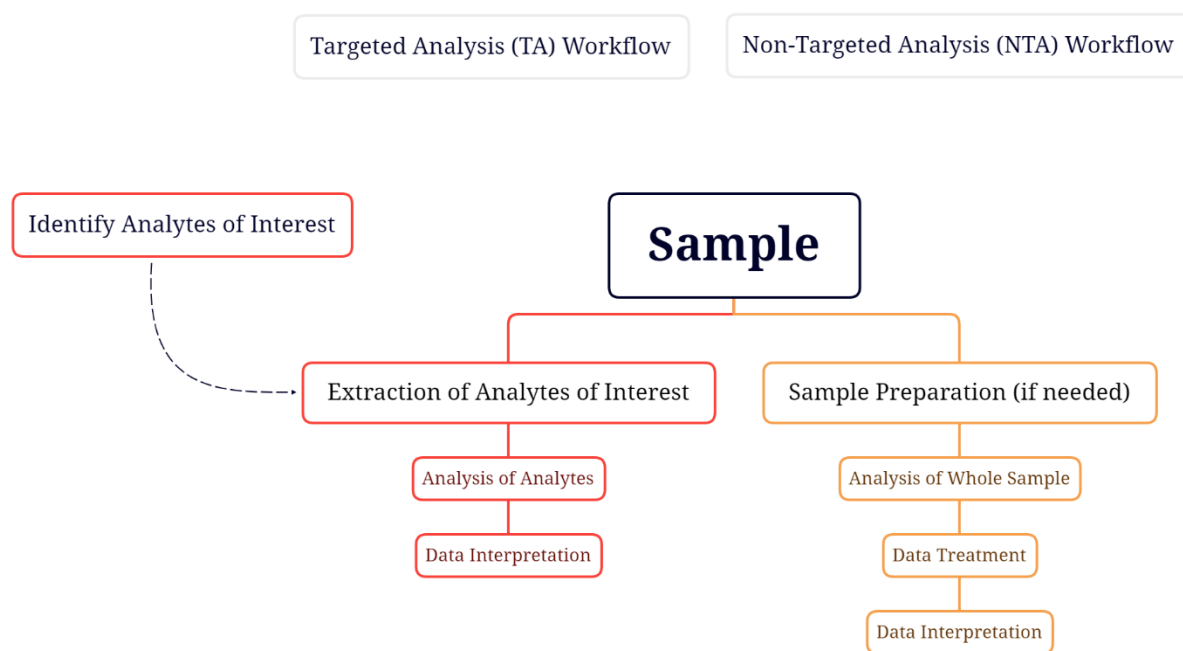 Targeted Analysis (TA) Workflow
Non-Targeted Analysis (NTA) Workflow
Identify Analytes of Interest
Sample
Extraction of Analytes of Interest
Sample Preparation (if needed)
Analysis of Analytes
Analysis of Whole Sample
Data Interpretation
Data Treatment
Data Interpretation